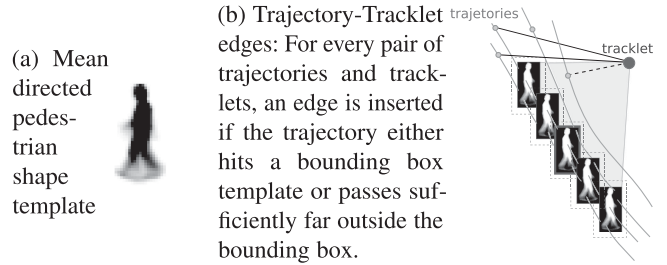 (a) Mean
directed
pedes-
trian
shape
template
(b) Trajectory-Tracklet
edges: For every pair of
trajectories and track-
lets, an edge is inserted
if the trajectory either
hits a bounding box
template or passes suf-
ficiently far outside the
bounding box.
trajetories
tracklet